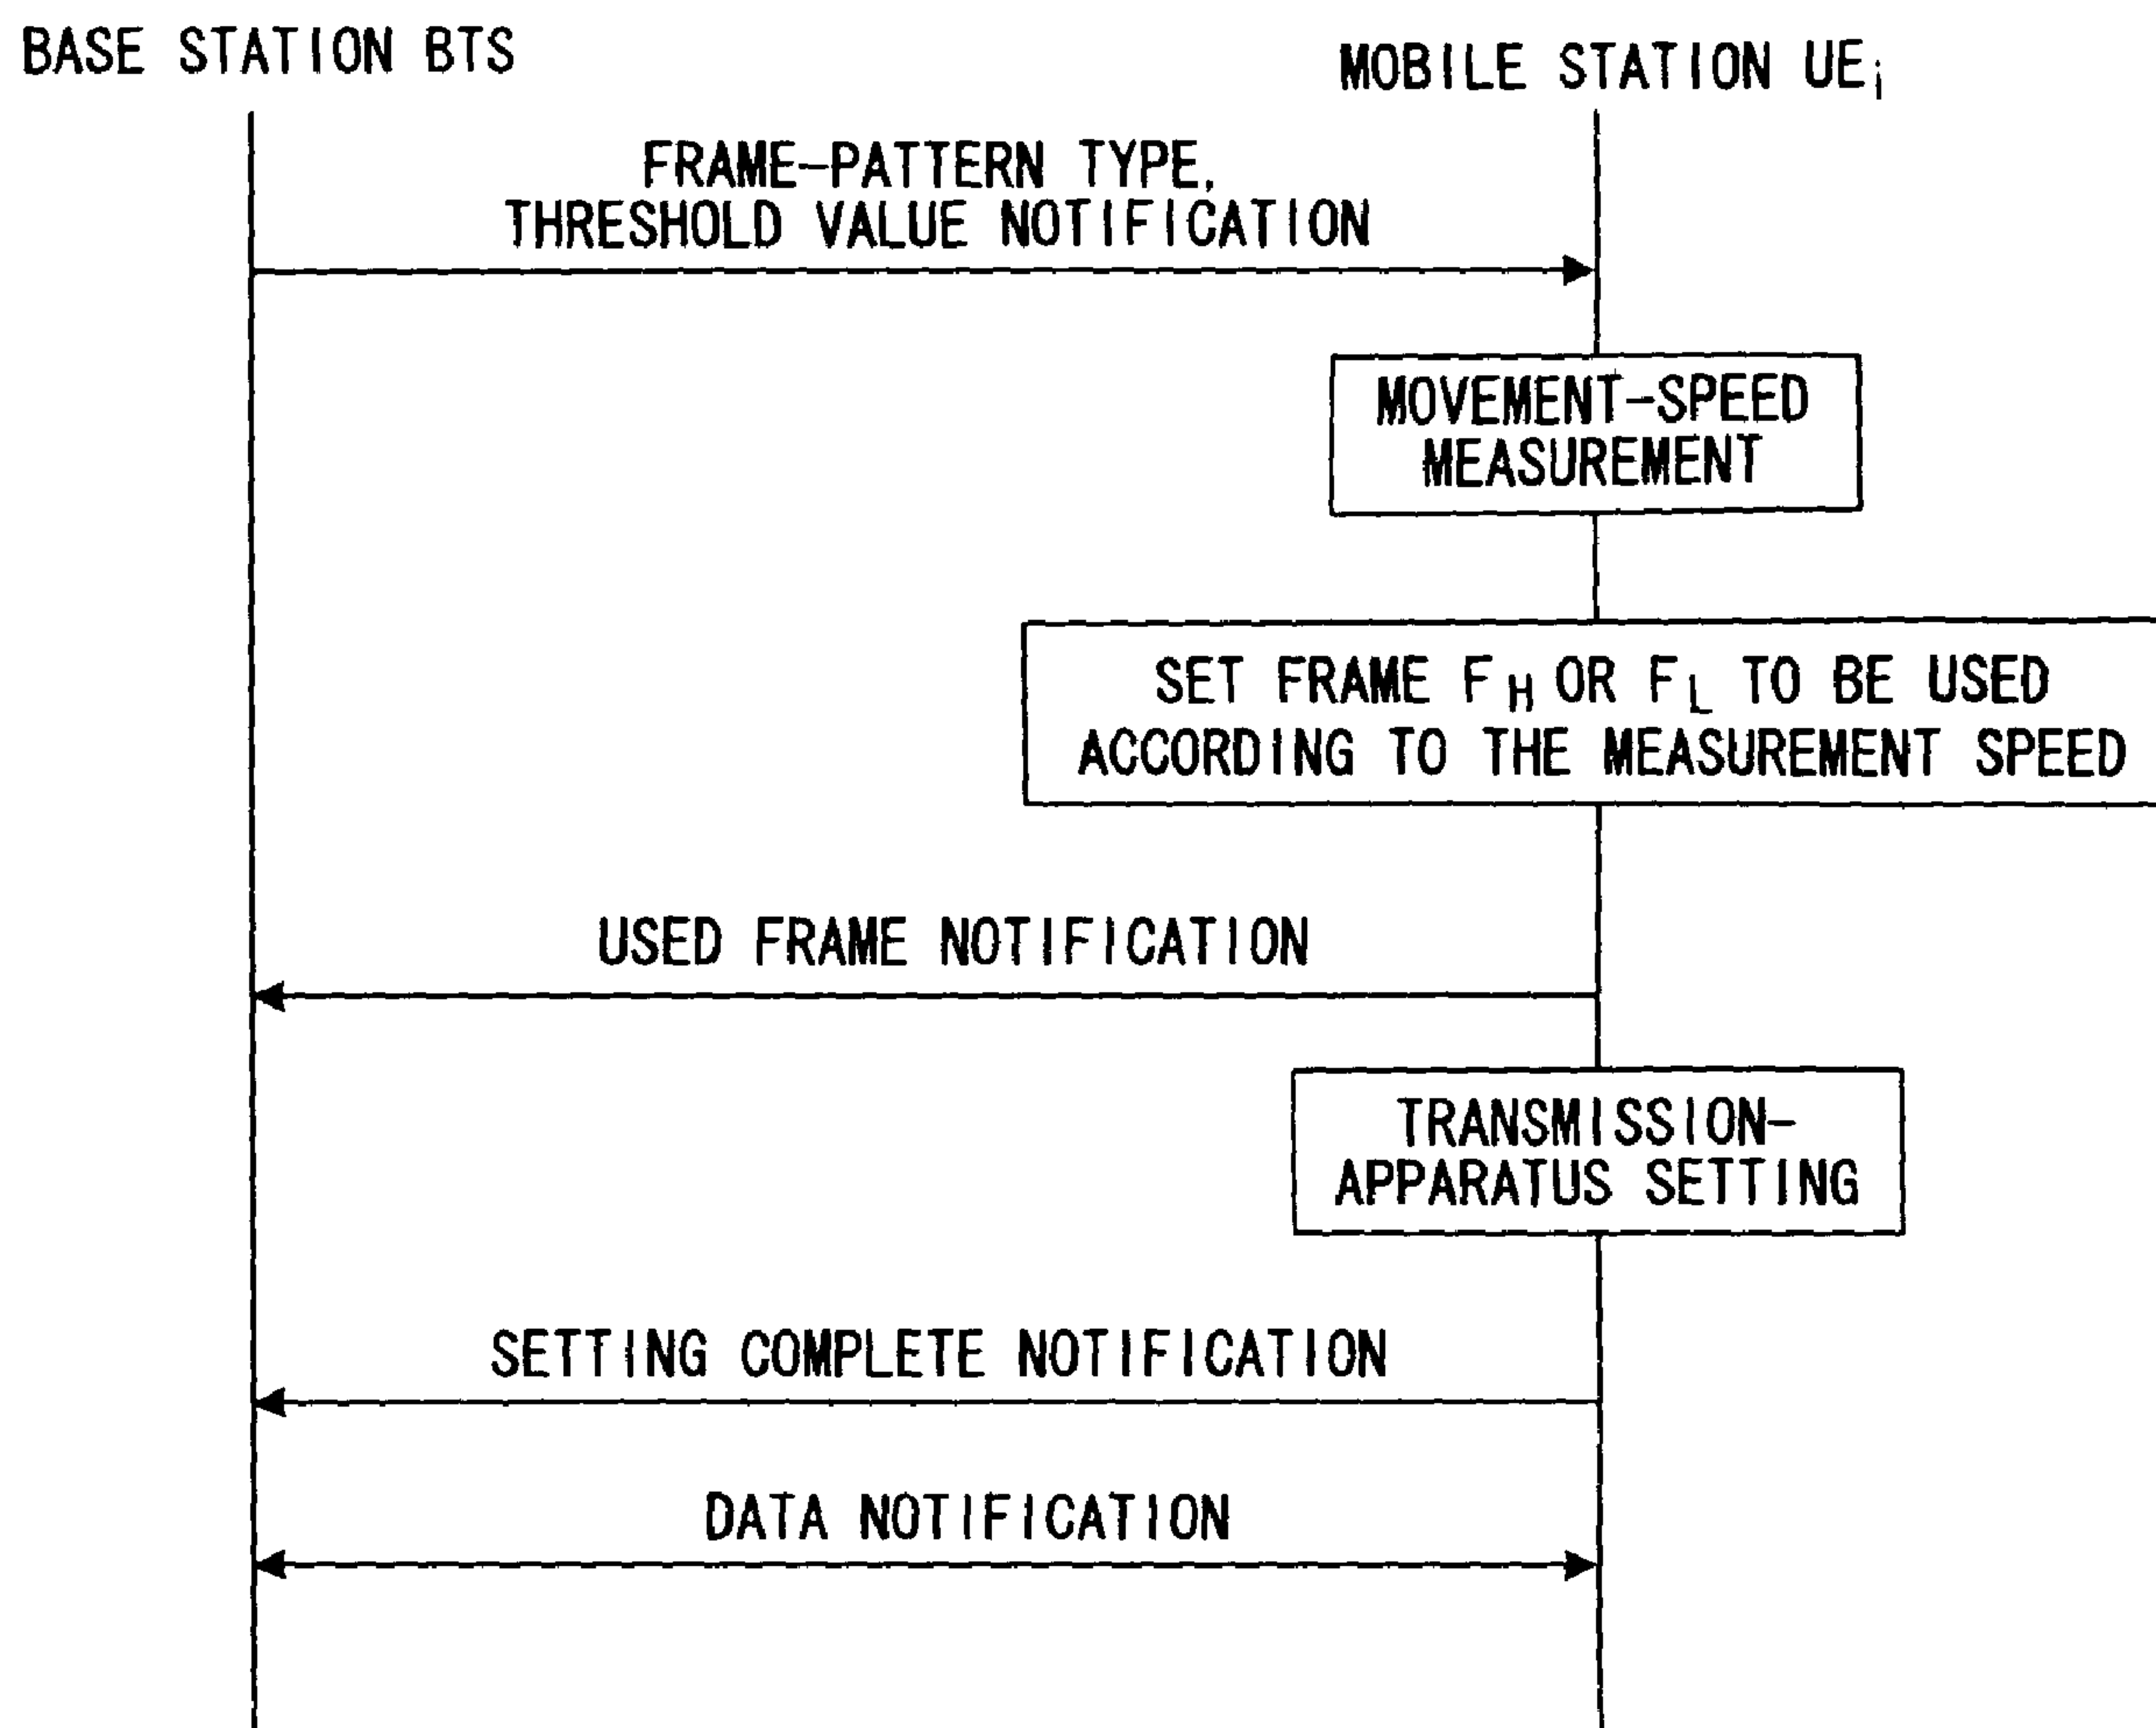 BASE STATION BTS
MOBILE STATION UEi
FRAME-PATTERN TYPE,
THRESHOLD VALUE NOTIFICATION
MOVEMENT-SPEED
MEASUREMENT
SET FRAME FH OR FL TO BE USED
ACCORDING TO THE MEASUREMENT SPEED
USED FRAME NOTIFICATION
TRANSMISSION-
APPARATUS SETTING
SETTING COMPLETE NOTIFICATION
DATA NOTIFICATION